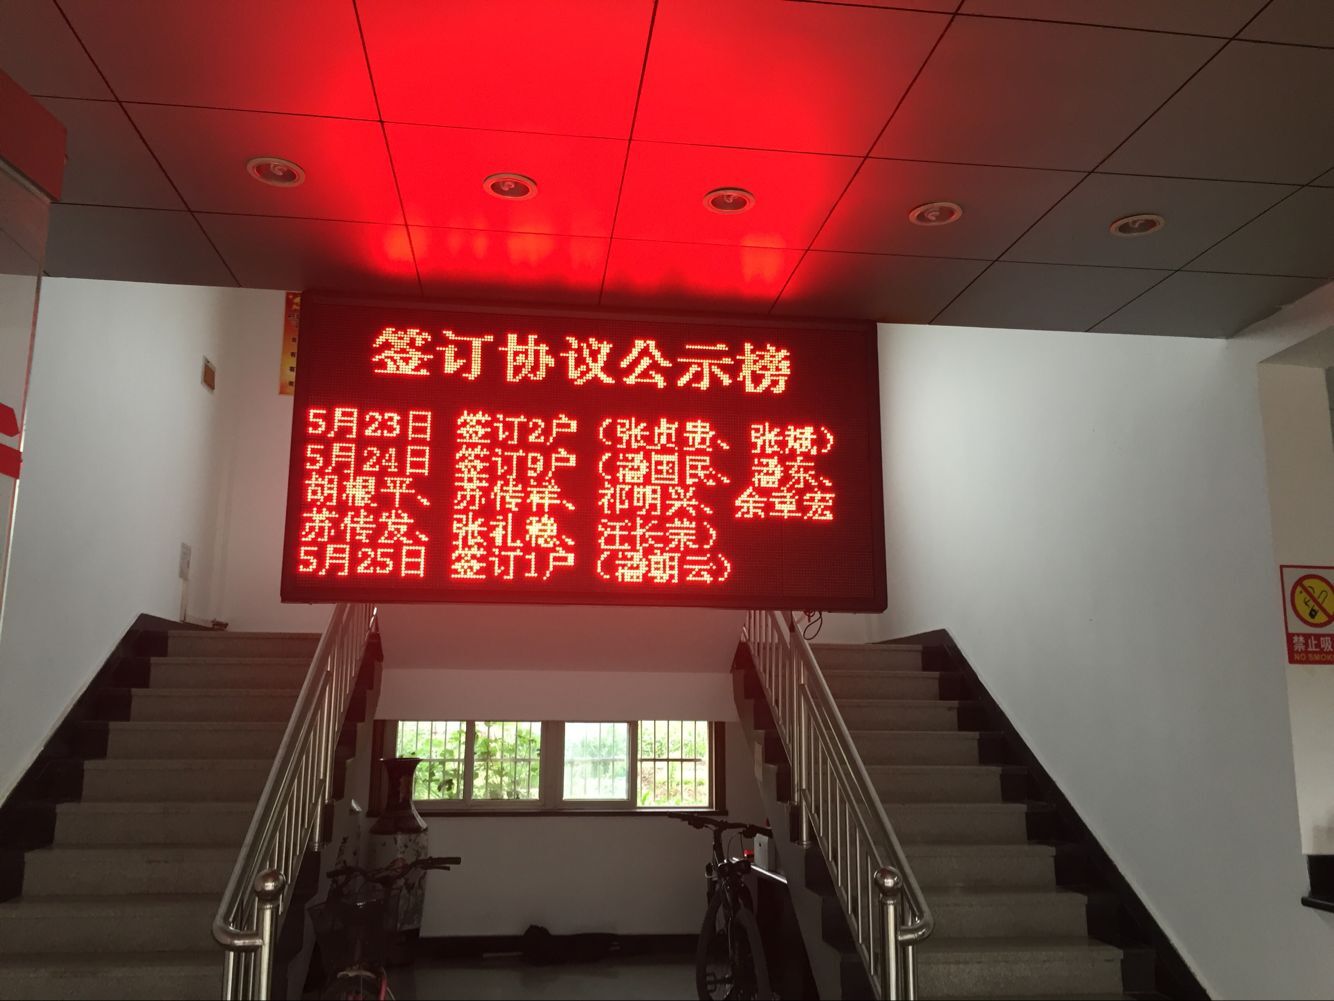 签订协议公示榜
5月23日 签订2户（张贞贵、张斌）
5月24日 签订9户（潘国民、潘东、
胡根平、苏传祥、祁明兴、余章宏
苏传发、张礼稳、汪长荣）
5月25日 签订1户（潘朝云）
禁止吸
NO SMOK